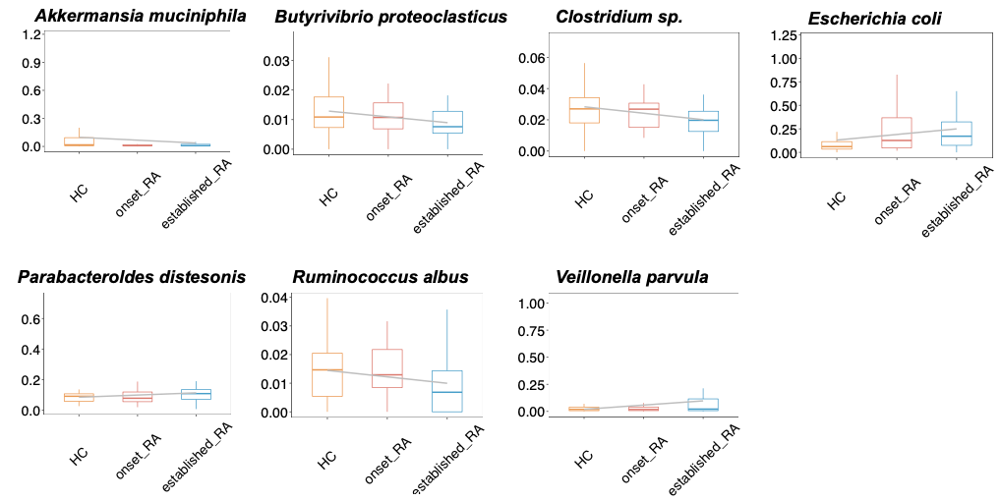 Akkermansia muciniphila
1.2
0.9
0.6
0.3
0.0
HC
onset_RA
established_RA
Butyrivibrio proteoclasticus
0.03
0.02
0.01
0.00
HC
onset_RA
established_RA
Clostridium sp.
0.06
0.04
0.02
0.00
HC
onset_RA
established_RA
Escherichia coli
1.25
1.00
0.75
0.50
0.25
0.00
HC
onset_RA
established_RA
Parabacteroides distesonis
0.6
0.4
0.2
0.0
HC
onset_RA
established_RA
Ruminococcus albus
0.04
0.03
0.02
0.01
0.00
HC
onset_RA
established_RA
Veillonella parvula
1.00
0.75
0.50
0.25
0.00
HC
onset_RA
established_RA